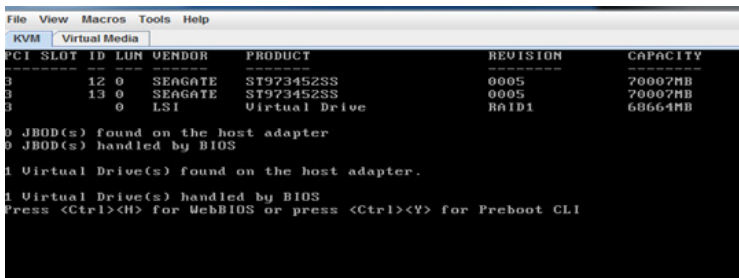 File View Macros Tools Help
KVM Virtual Media
PCI SLOT ID LUN VENDOR PRODUCT REVISION CAPACITY
-------- -- --- ------ ------- -------- --------
3 12 0 SEAGATE ST973452SS 0005 70007MB
3 13 0 SEAGATE ST973452SS 0005 70007MB
3 0 LSI Virtual Drive RAID1 68664MB
0 JBOD(s) found on the host adapter
0 JBOD(s) handled by BIOS
1 Virtual Drive(s) found on the host adapter.
1 Virtual Drive(s) handled by BIOS
Press <Ctrl><H> for WebBIOS or press <Ctrl><Y> for Preboot CLI